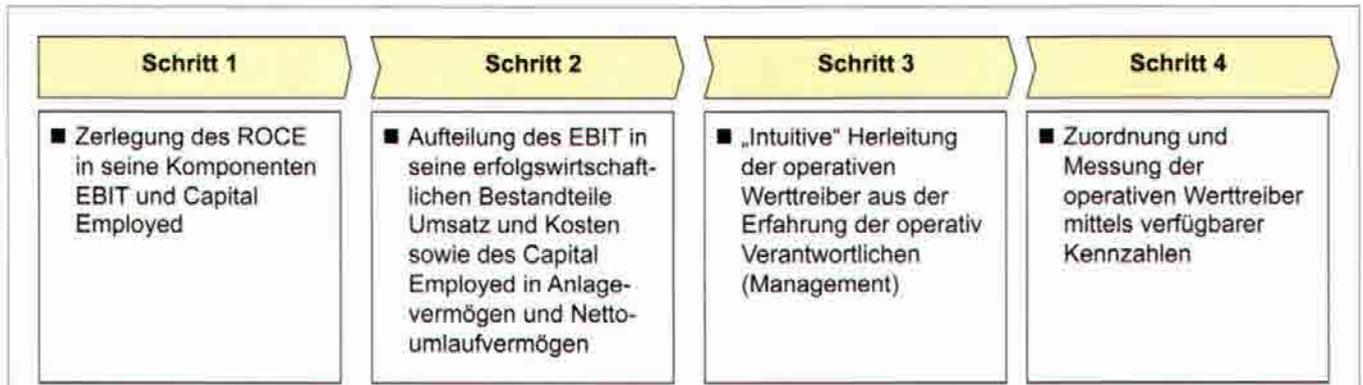 Schritt 1
■ Zerlegung des ROCE
in seine Komponenten
EBIT und Capital
Employed
Schritt 2
■ Aufteilung des EBIT in
seine erfolgswirtschaft-
lichen Bestandteile
Umsatz und Kosten
sowie des Capital
Employed in Anlage-
vermögen und Netto-
umlaufvermögen
Schritt 3
■ „Intuitive“ Herleitung
der operativen
Werttreiber aus der
Erfahrung der operativ
Verantwortlichen
(Management)
Schritt 4
■ Zuordnung und
Messung der
operativen Werttreiber
mittels verfügbarer
Kennzahlen